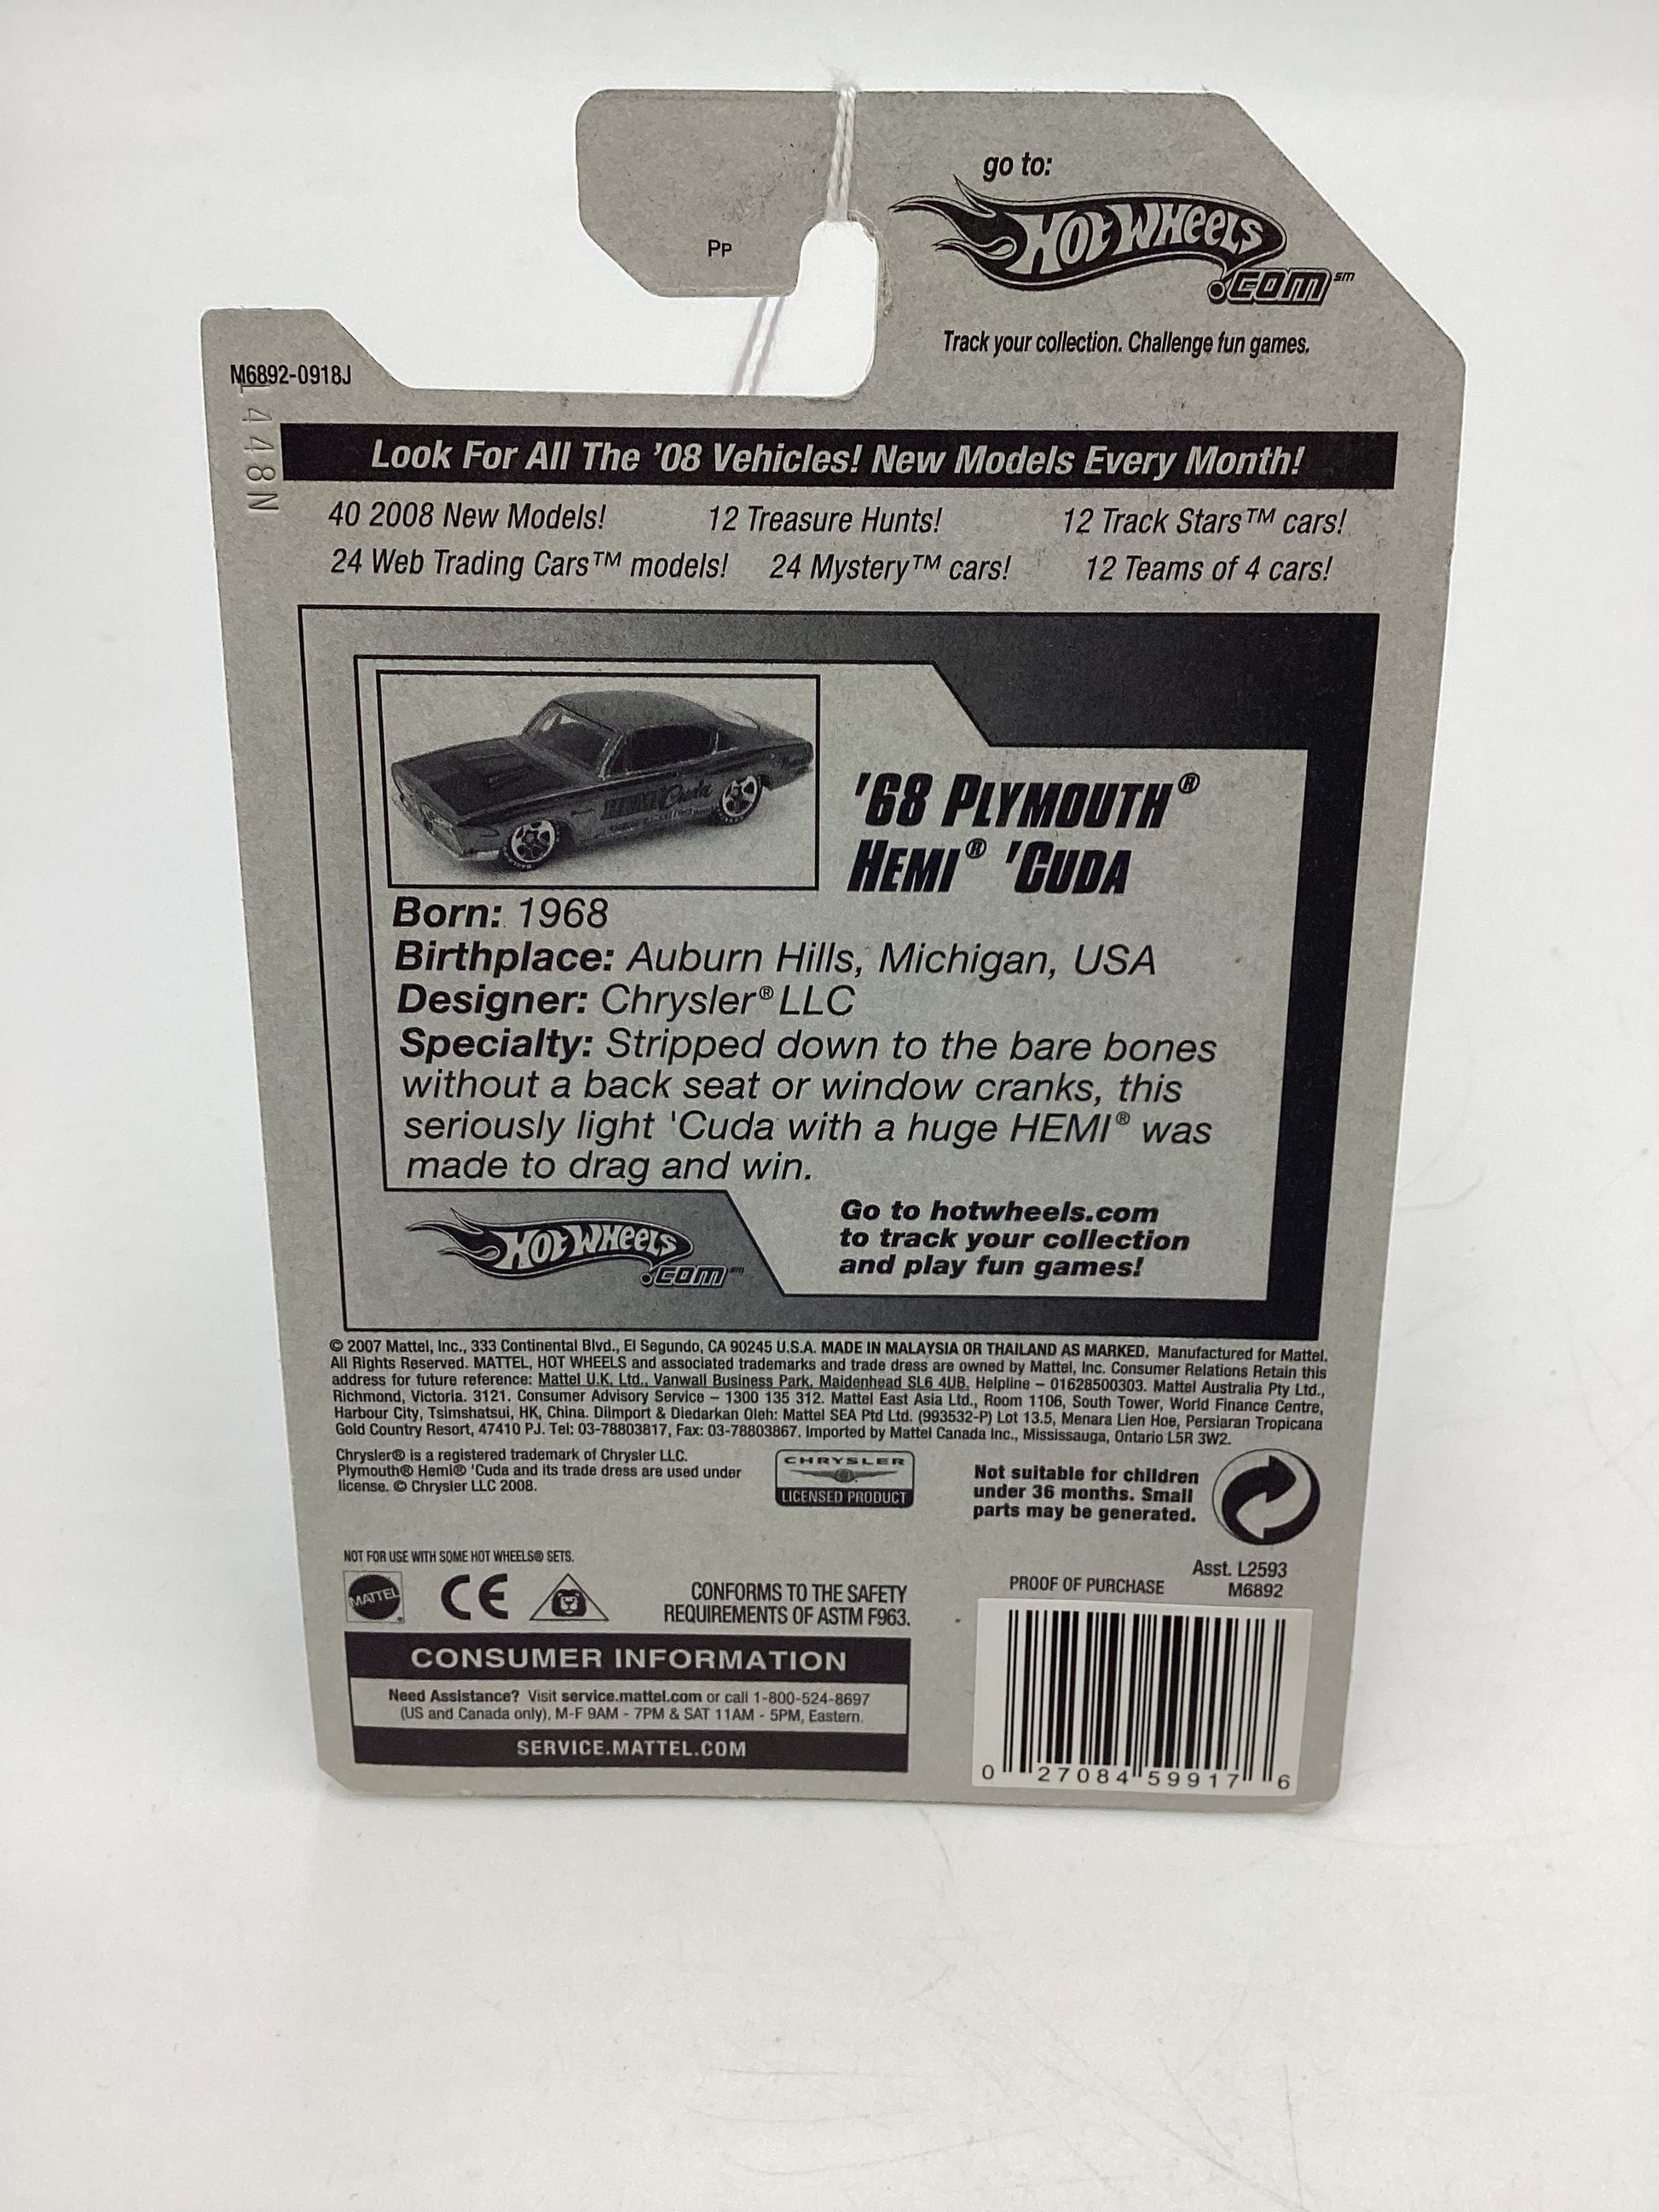 go to:
Hot Wheels
.com℠
Pp
Track your collection. Challenge fun games.
M6892-0918J
1448N
Look For All The '08 Vehicles! New Models Every Month!
40 2008 New Models! 12 Treasure Hunts! 12 Track Stars™ cars!
24 Web Trading Cars™ models! 24 Mystery™ cars! 12 Teams of 4 cars!
'68 PLYMOUTH®
HEMI® 'CUDA
Born: 1968
Birthplace: Auburn Hills, Michigan, USA
Designer: Chrysler® LLC
Specialty: Stripped down to the bare bones
without a back seat or window cranks, this
seriously light 'Cuda with a huge HEMI® was
made to drag and win.
Hot Wheels
.com℠
Go to hotwheels.com
to track your collection
and play fun games!
© 2007 Mattel, Inc., 333 Continental Blvd., El Segundo, CA 90245 U.S.A. MADE IN MALAYSIA OR THAILAND AS MARKED. Manufactured for Mattel.
All Rights Reserved. MATTEL, HOT WHEELS and associated trademarks and trade dress are owned by Mattel, Inc. Consumer Relations Retain this
address for future reference: Mattel U.K. Ltd., Vanwall Business Park, Maidenhead SL6 4UB. Helpline – 01628500303. Mattel Australia Pty Ltd.,
Richmond, Victoria. 3121. Consumer Advisory Service – 1300 135 312. Mattel East Asia Ltd., Room 1106, South Tower, World Finance Centre,
Harbour City, Tsimshatsui, HK, China. Diimport & Diedarkan Oleh: Mattel SEA Ptd Ltd. (993532-P) Lot 13.5, Menara Lien Hoe, Persiaran Tropicana
Gold Country Resort, 47410 PJ. Tel: 03-78803817, Fax: 03-78803867. Imported by Mattel Canada Inc., Mississauga, Ontario L5R 3W2.
Chrysler® is a registered trademark of Chrysler LLC.
Plymouth® Hemi® 'Cuda and its trade dress are used under
license. © Chrysler LLC 2008.
CHRYSLER
LICENSED PRODUCT
Not suitable for children
under 36 months. Small
parts may be generated.
NOT FOR USE WITH SOME HOT WHEELS® SETS.
MATTEL
CE
CONFORMS TO THE SAFETY
REQUIREMENTS OF ASTM F963.
Asst. L2593
PROOF OF PURCHASE M6892
CONSUMER INFORMATION
Need Assistance? Visit service.mattel.com or call 1-800-524-8697
(US and Canada only), M-F 9AM - 7PM & SAT 11AM - 5PM, Eastern.
SERVICE.MATTEL.COM
0 27084 59917 6